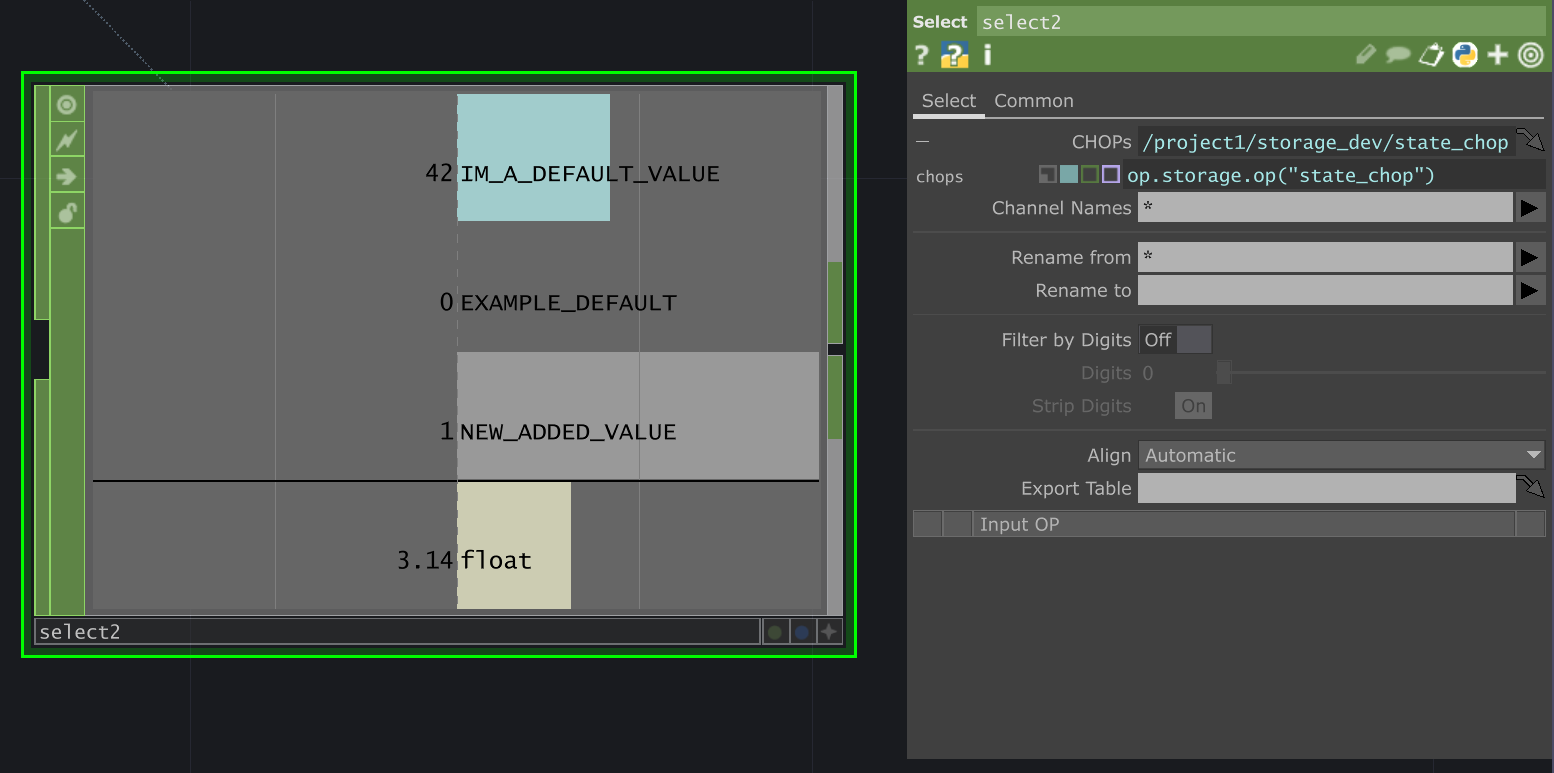 42 IM_A_DEFAULT_VALUE
0 EXAMPLE_DEFAULT
1 NEW_ADDED_VALUE
3.14 float
select2
Select select2
? ? i
Select Common
CHOPs /project1/storage_dev/state_chop
chops op.storage.op("state_chop")
Channel Names *
Rename from *
Rename to
Filter by Digits Off
Digits 0
Strip Digits On
Align Automatic
Export Table
Input OP